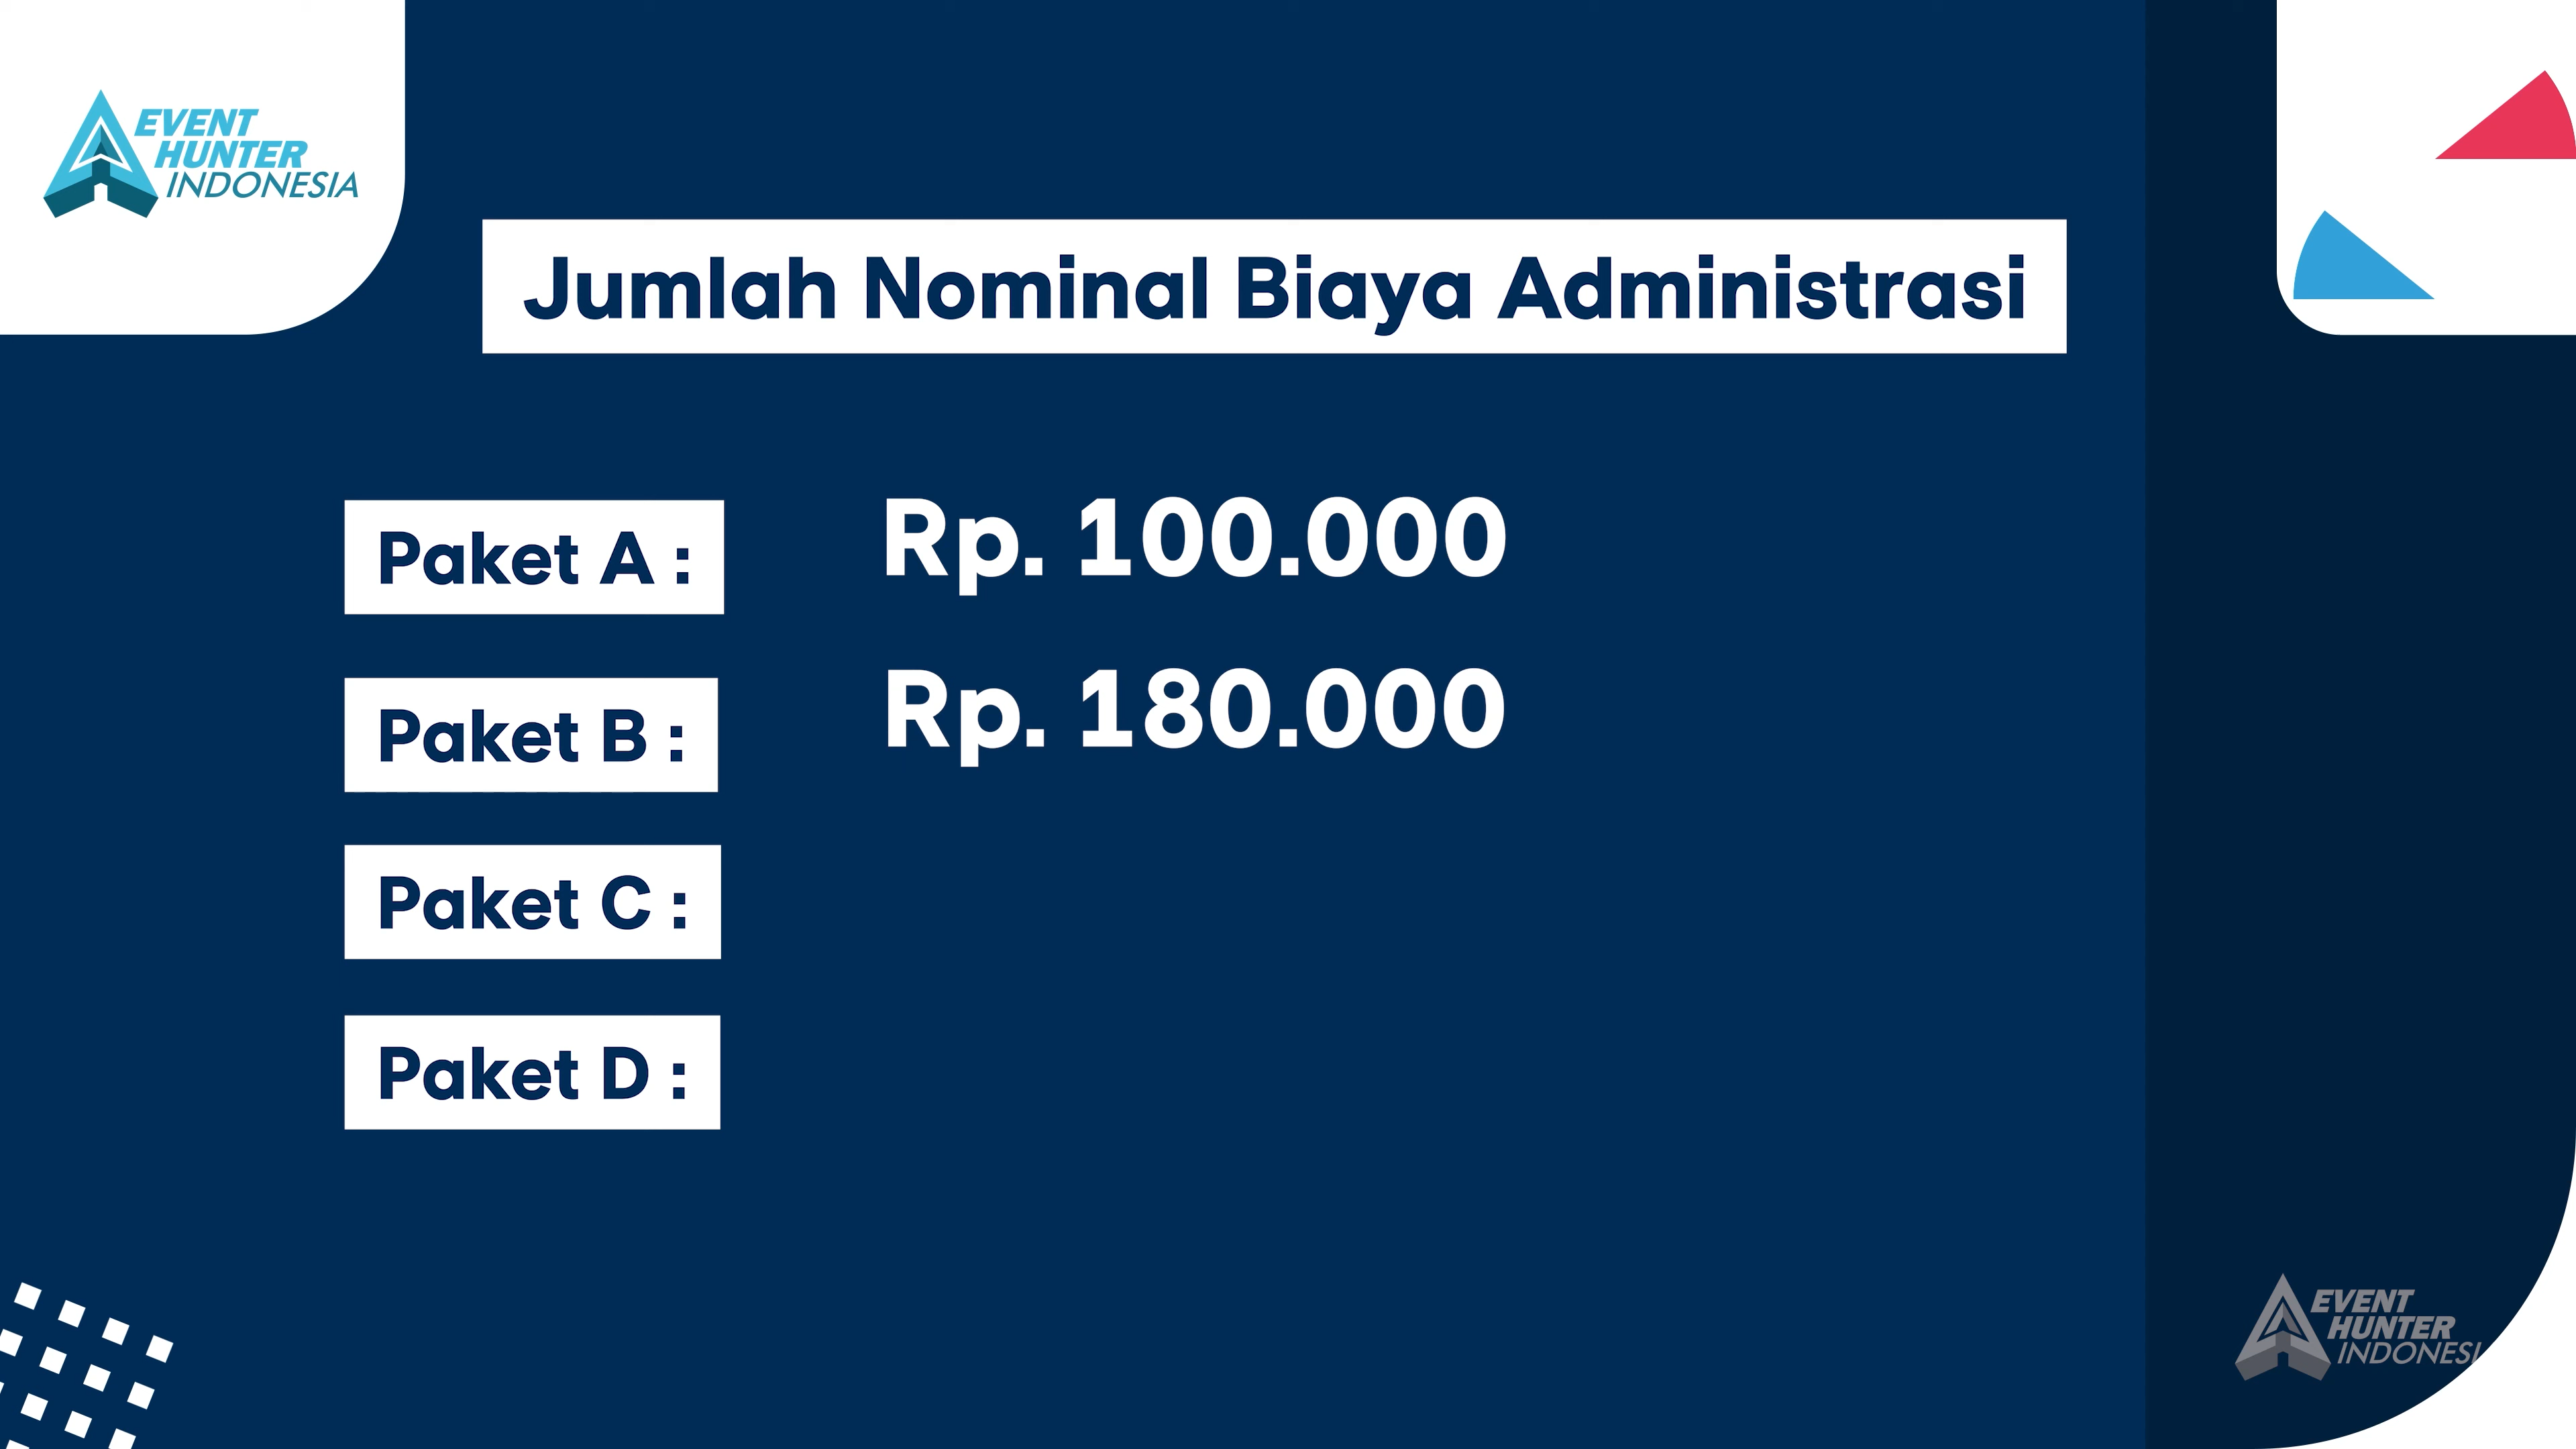 EVENT
HUNTER
INDONESIA
Jumlah Nominal Biaya Administrasi
Paket A : Rp. 100.000
Paket B : Rp. 180.000
Paket C :
Paket D :
EVENT
HUNTER
INDONESI